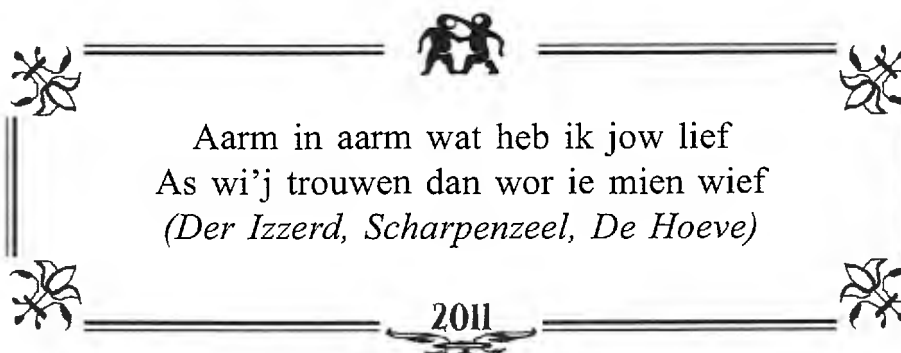 Aarm in aarm wat heb ik jow lief
As wi'j trouwen dan wor ie mien wief
(Der Izzerd, Scharpenzeel, De Hoeve)
2011